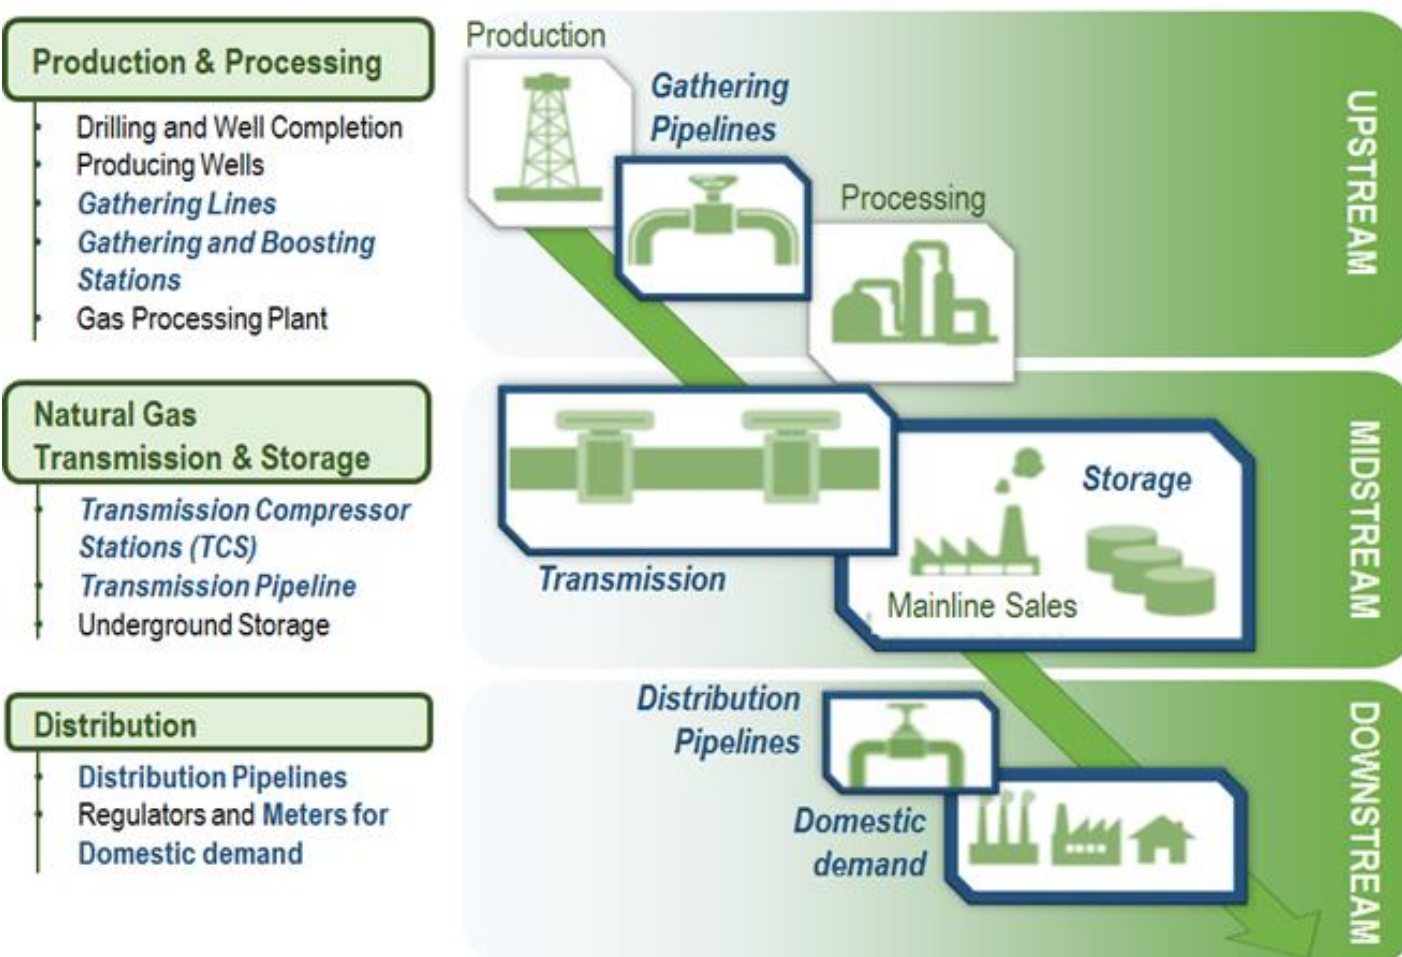 Production & Processing
Drilling and Well Completion
Producing Wells
Gathering Lines
Gathering and Boosting
Stations
Gas Processing Plant
Production
Gathering
Pipelines
Processing
UPSTREAM
Natural Gas
Transmission & Storage
Transmission Compressor
Stations (TCS)
Transmission Pipeline
Underground Storage
Transmission
Storage
Mainline Sales
MIDSTREAM
Distribution
Distribution Pipelines
Regulators and Meters for
Domestic demand
Distribution
Pipelines
Domestic
demand
DOWNSTREAM